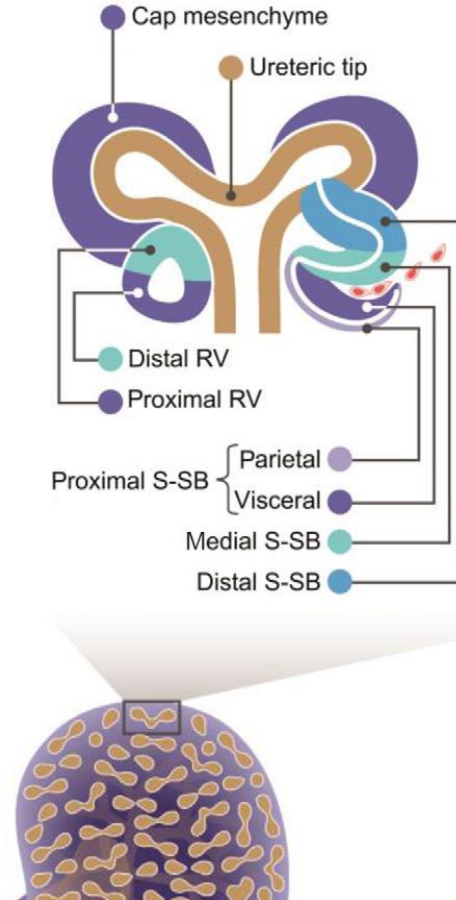 Cap mesenchyme
Ureteric tip
Distal RV
Proximal RV
Proximal S-SB
Parietal
Visceral
Medial S-SB
Distal S-SB